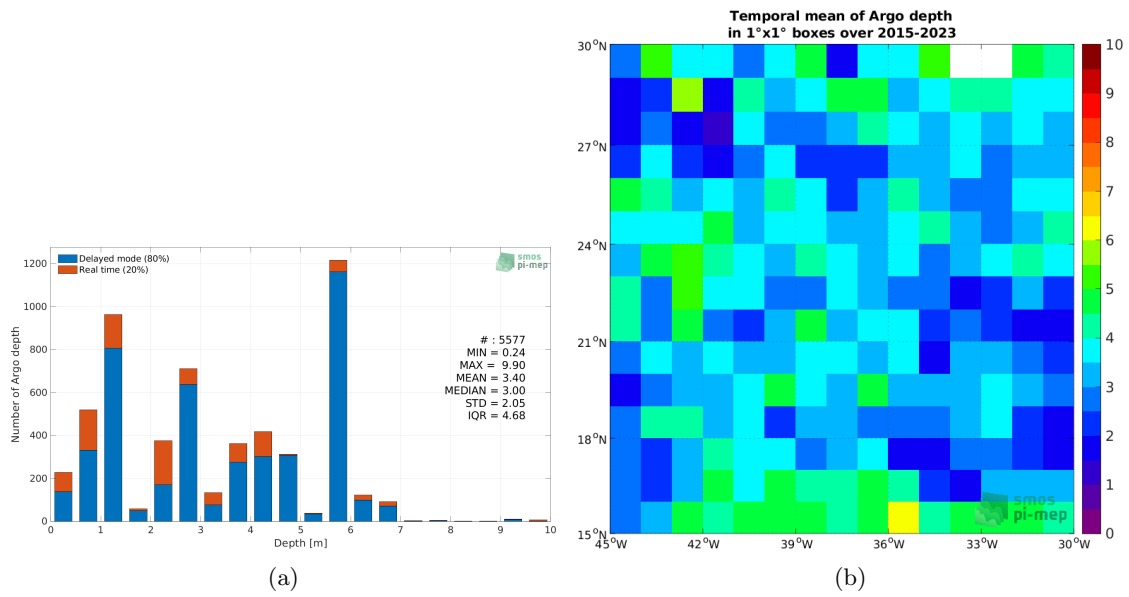 Delayed mode (80%)
Real time (20%)
smos
pi-mep
1200
1000
800
600
400
200
0
Number of Argo depth
# : 5577
MIN = 0.24
MAX = 9.90
MEAN = 3.40
MEDIAN = 3.00
STD = 2.05
IQR = 4.68
0 1 2 3 4 5 6 7 8 9 10
Depth [m]
(a)
Temporal mean of Argo depth
in 1°x1° boxes over 2015-2023
30°N
27°N
24°N
21°N
18°N
15°N
45°W 42°W 39°W 36°W 33°W 30°W
smos
pi-mep
10
9
8
7
6
5
4
3
2
1
0
(b)